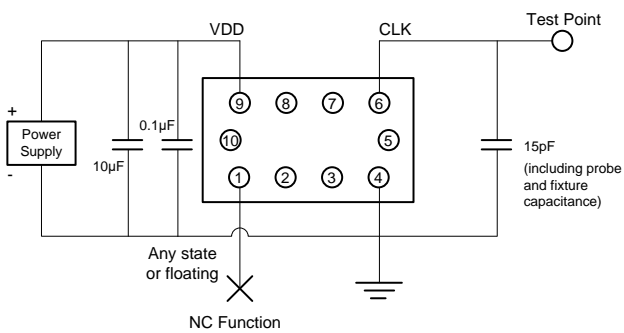 VDD
CLK
Test Point
+
Power
Supply
-
10µF
0.1µF
9
8
7
6
10
5
1
2
3
4
15pF
(including probe
and fixture
capacitance)
Any state
or floating
NC Function